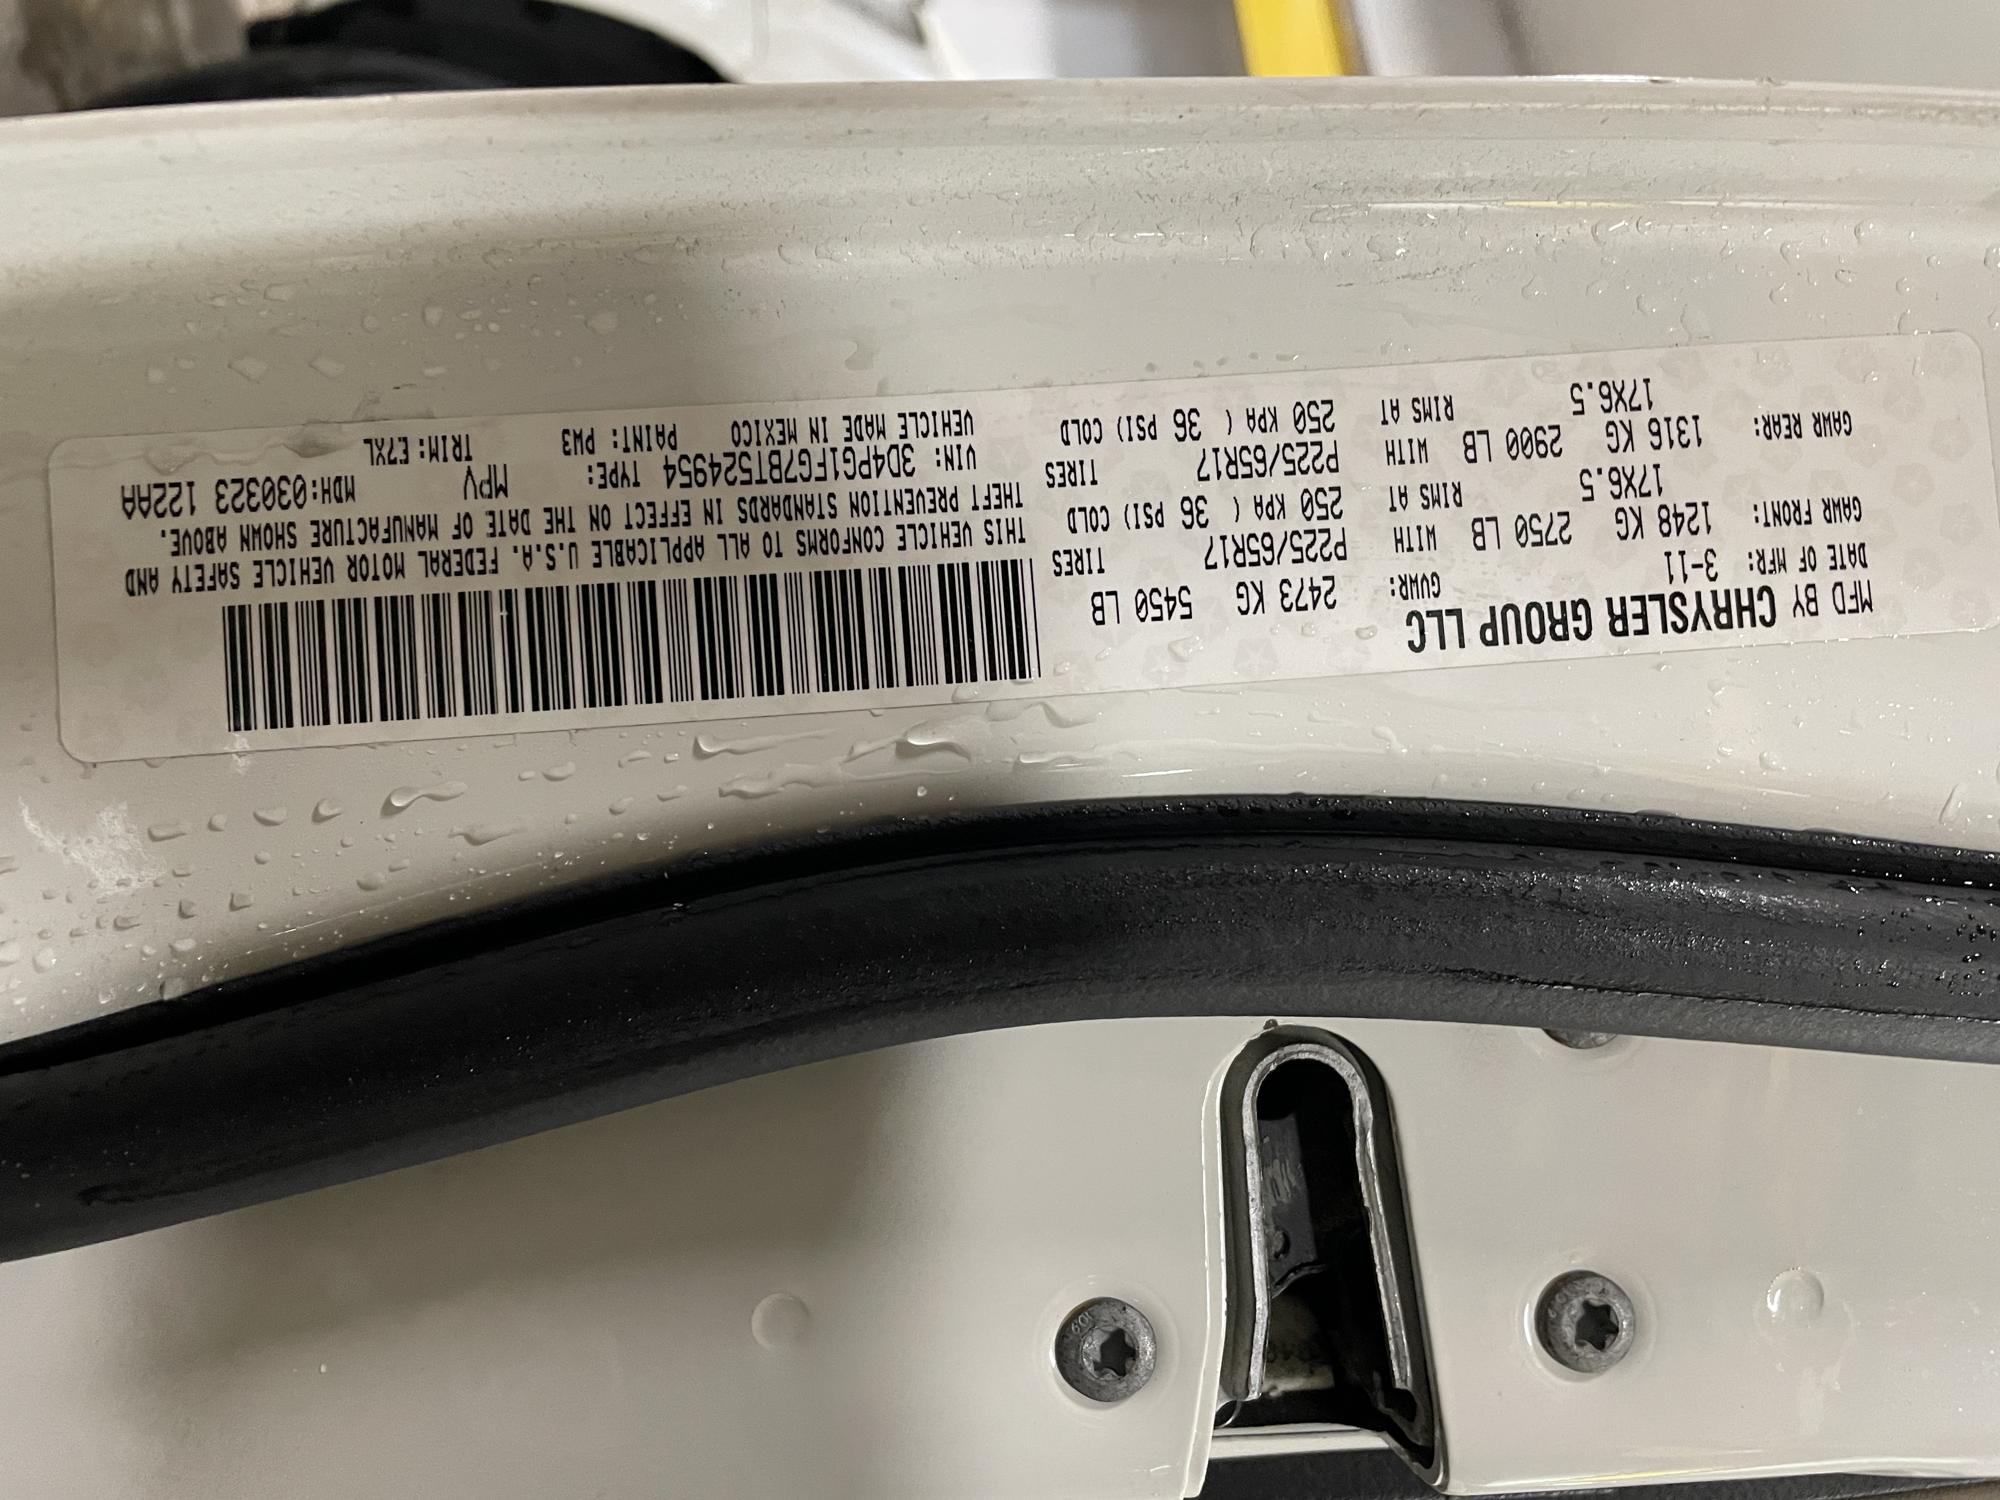 MFD BY CHRYSLER GROUP LLC
DATE OF MFR: 3-11 GVWR: 2473 KG 5450 LB
GAWR FRONT: 1248 KG 2750 LB WITH TIRES P225/65R17
RIMS AT 17X6.5 250 KPA ( 36 PSI) COLD
GAWR REAR: 1316 KG 2900 LB WITH TIRES P225/65R17
RIMS AT 17X6.5 250 KPA ( 36 PSI) COLD
THIS VEHICLE CONFORMS TO ALL APPLICABLE U.S.A. FEDERAL MOTOR VEHICLE SAFETY AND
THEFT PREVENTION STANDARDS IN EFFECT ON THE DATE OF MANUFACTURE SHOWN ABOVE.
VIN: 3D4PG1FG7BT524954 TYPE: MPV MDH:030323 122AA
VEHICLE MADE IN MEXICO PAINT: PW3 TRIM: E7XL